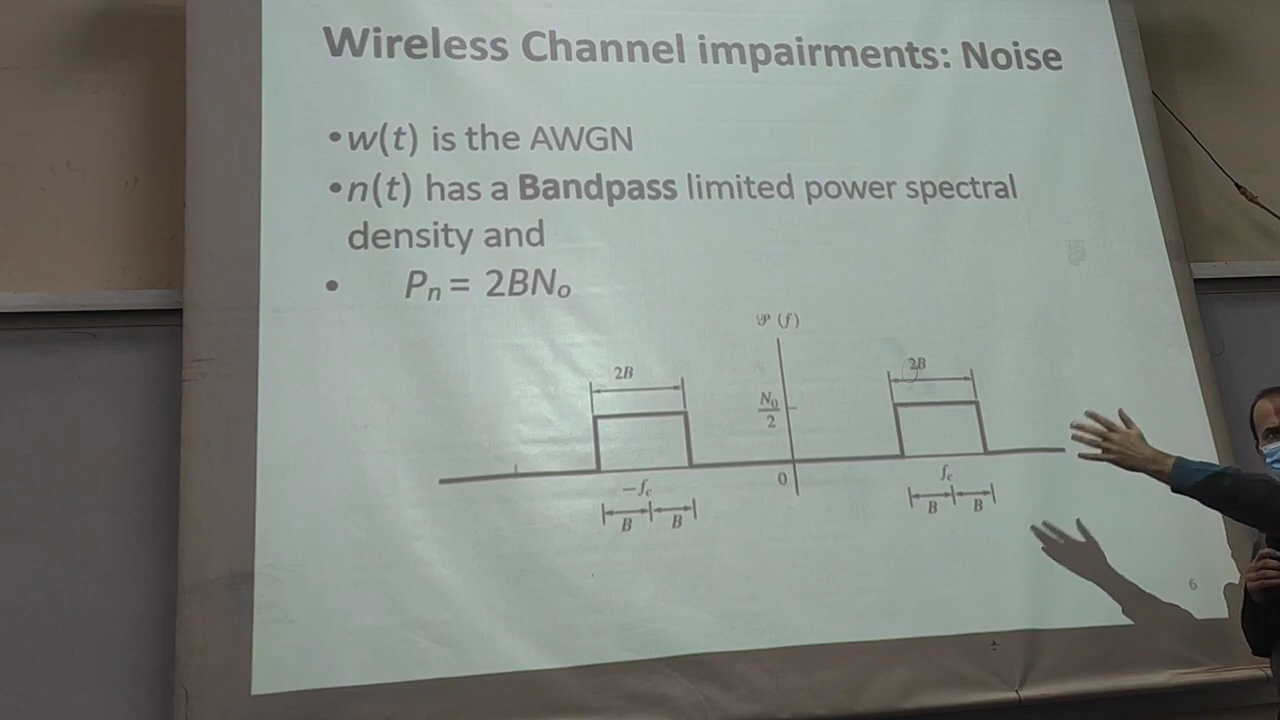 Wireless Channel impairments: Noise
•w(t) is the AWGN
•n(t) has a Bandpass limited power spectral
density and
• Pn = 2BNo
𝒫 (f)
2B
2B
N0
2
0
−fc
fc
B B
B B
6